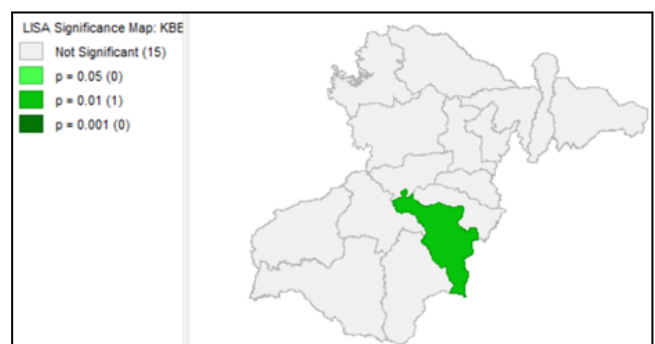 LISA Significance Map: KBE
Not Significant (15)
p = 0.05 (0)
p = 0.01 (1)
p = 0.001 (0)